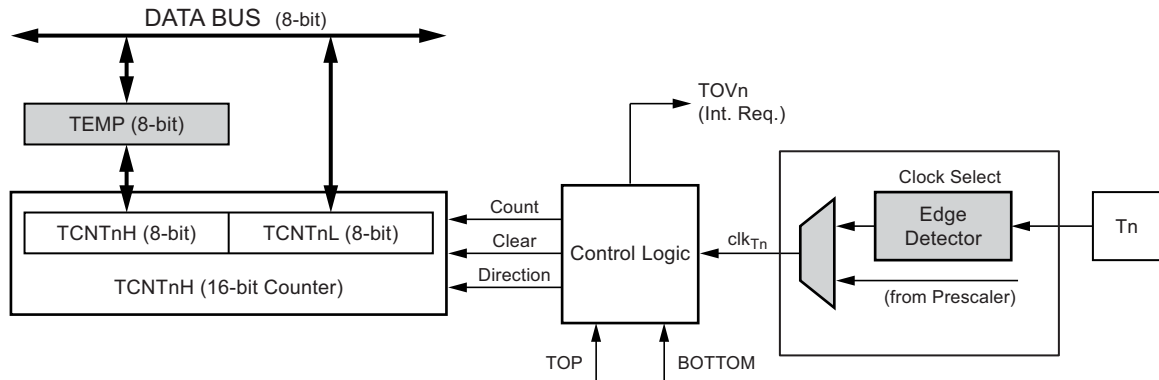 DATA BUS (8-bit)
TEMP (8-bit)
TCNTnH (8-bit)
TCNTnL (8-bit)
TCNTnH (16-bit Counter)
Count
Clear
Direction
TOVn
(Int. Req.)
Control Logic
TOP
BOTTOM
clkTn
Clock Select
Edge
Detector
(from Prescaler)
Tn